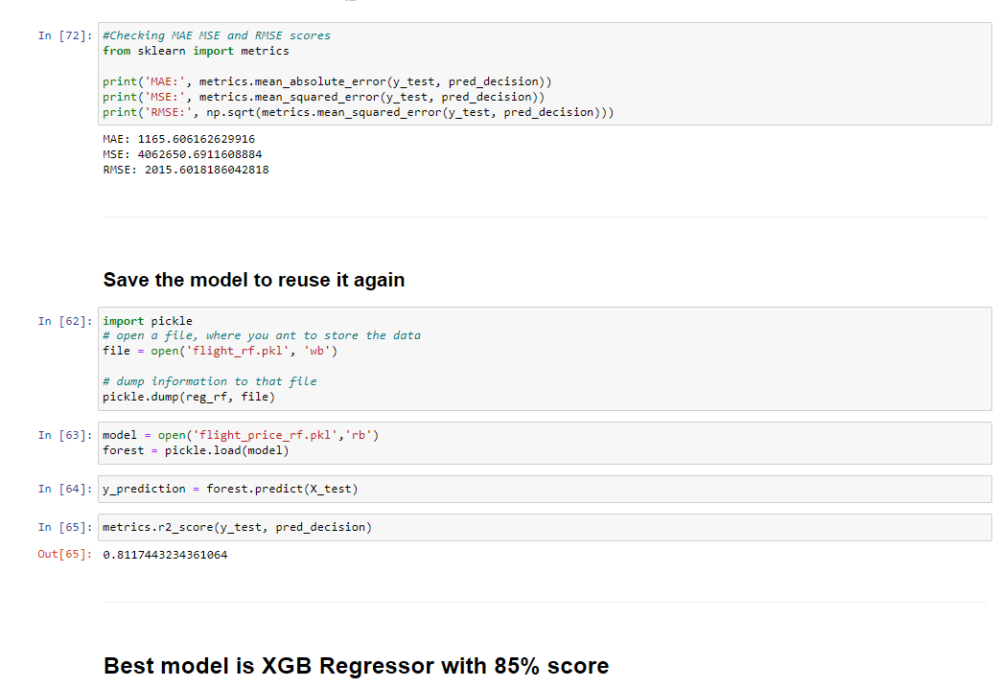 In [72]: #Checking MAE MSE and RMSE scores
from sklearn import metrics
print('MAE:', metrics.mean_absolute_error(y_test, pred_decision))
print('MSE:', metrics.mean_squared_error(y_test, pred_decision))
print('RMSE:', np.sqrt(metrics.mean_squared_error(y_test, pred_decision)))
MAE: 1165.606162629916
MSE: 4062650.6911608884
RMSE: 2015.6018186042818
Save the model to reuse it again
In [62]: import pickle
# open a file, where you ant to store the data
file = open('flight_rf.pkl', 'wb')
# dump information to that file
pickle.dump(reg_rf, file)
In [63]: model = open('flight_price_rf.pkl','rb')
forest = pickle.load(model)
In [64]: y_prediction = forest.predict(X_test)
In [65]: metrics.r2_score(y_test, pred_decision)
Out[65]: 0.8117443234361064
Best model is XGB Regressor with 85% score